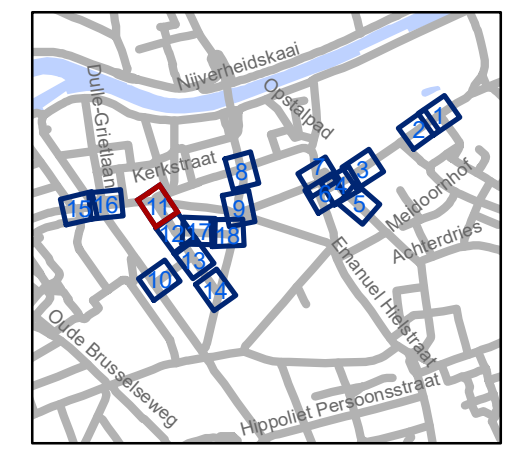 Nijverheidskaai
Dulle-Grietlaan
Opstalpad
1
2
Kerkstraat
8
7
3
4
6
5
Meidoornhof
15
16
11
9
12
17
18
Achterdries
13
10
14
Emanuel Hielstraat
Oude Brusselseweg
Hippoliet Persoonsstraat